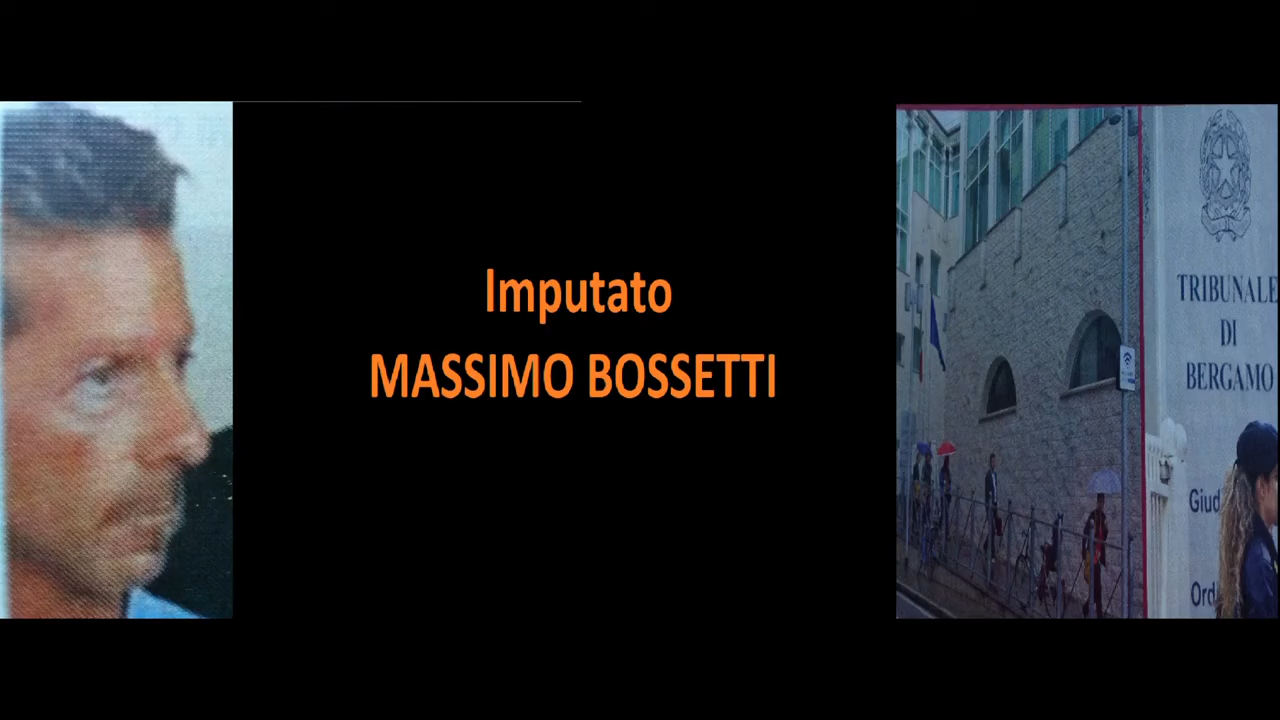 Imputato
MASSIMO BOSSETTI
TRIBUNALE
DI
BERGAMO
Giud
Ord